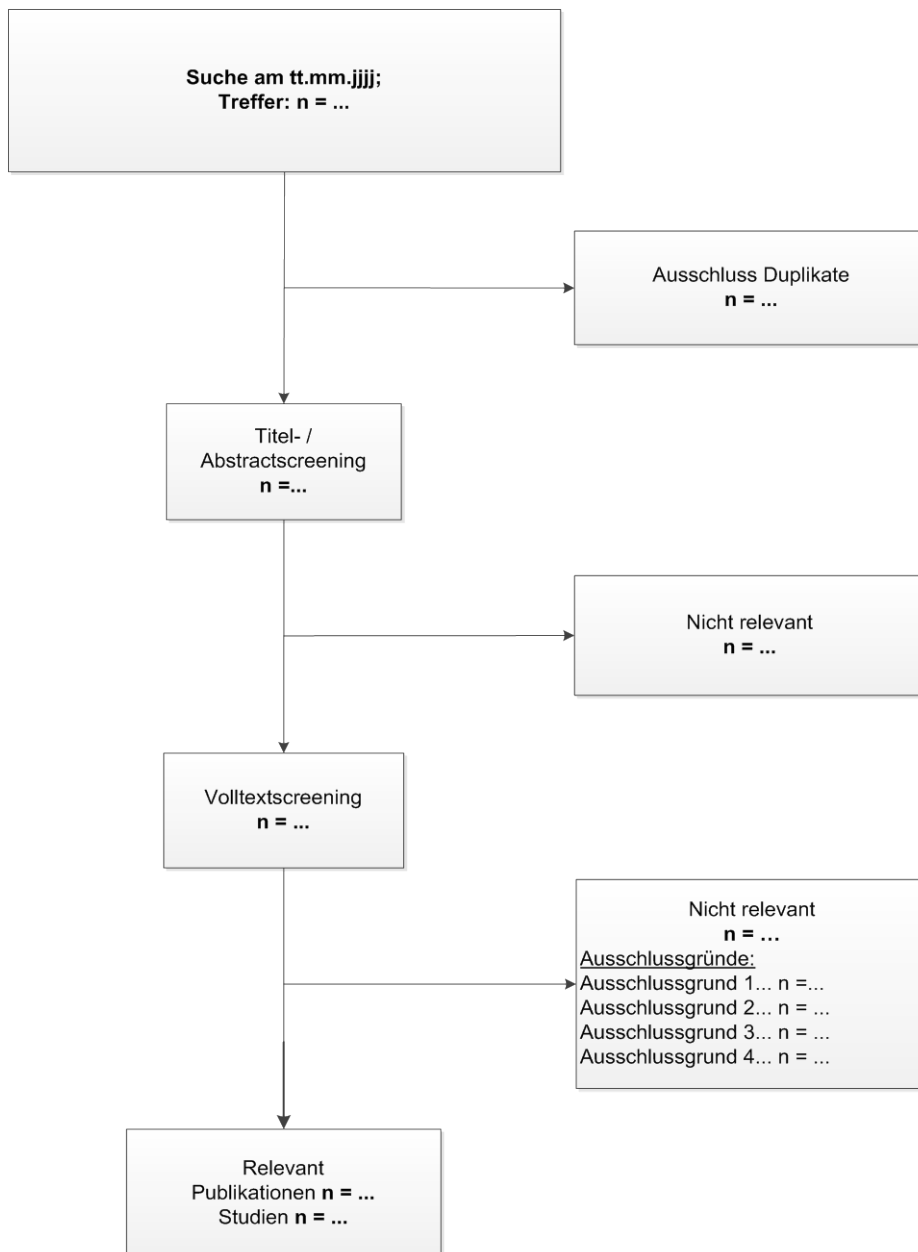 Suche am tt.mm.jjjj;
Treffer: n = ...
Ausschluss Duplikate
n = ...
Titel- /
Abstractscreening
n =...
Nicht relevant
n = ...
Volltextscreening
n = ...
Nicht relevant
n = ...
Ausschlussgründe:
Ausschlussgrund 1... n =...
Ausschlussgrund 2... n = ...
Ausschlussgrund 3... n = ...
Ausschlussgrund 4... n = ...
Relevant
Publikationen n = ...
Studien n = ...